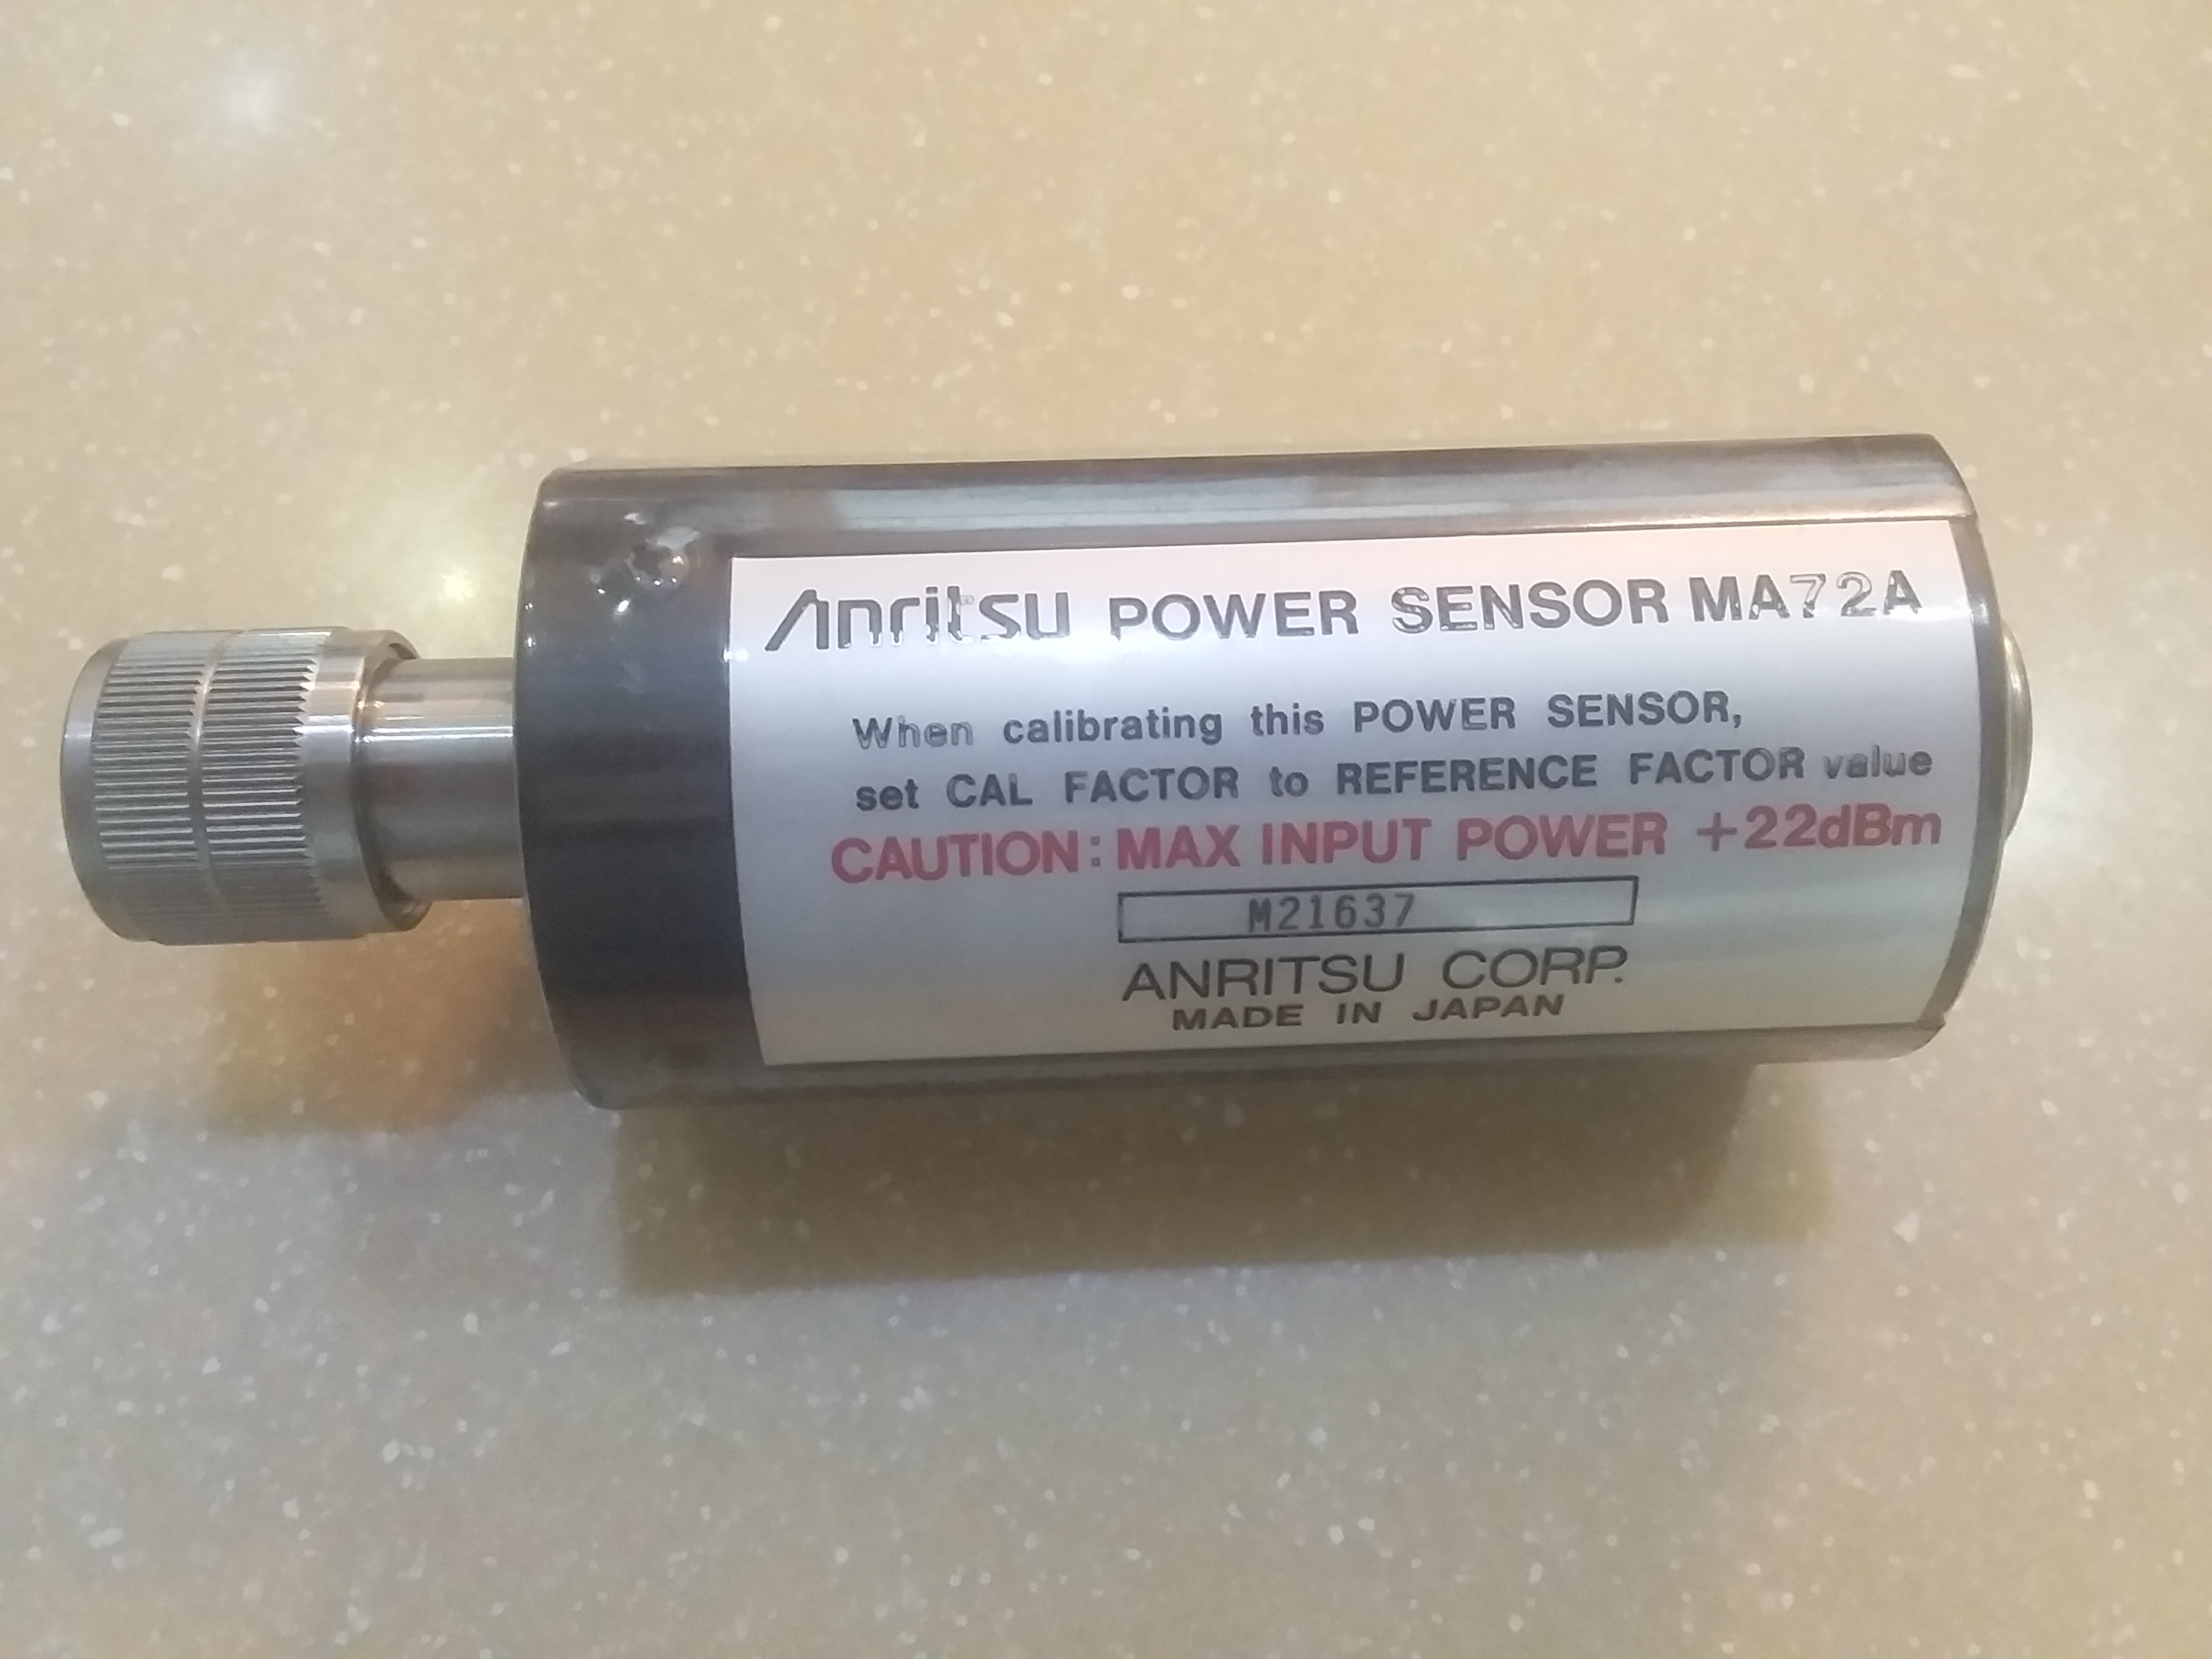 Anritsu POWER SENSOR MA72A
When calibrating this POWER SENSOR,
set CAL FACTOR to REFERENCE FACTOR value
CAUTION: MAX INPUT POWER +22dBm
M21637
ANRITSU CORP.
MADE IN JAPAN